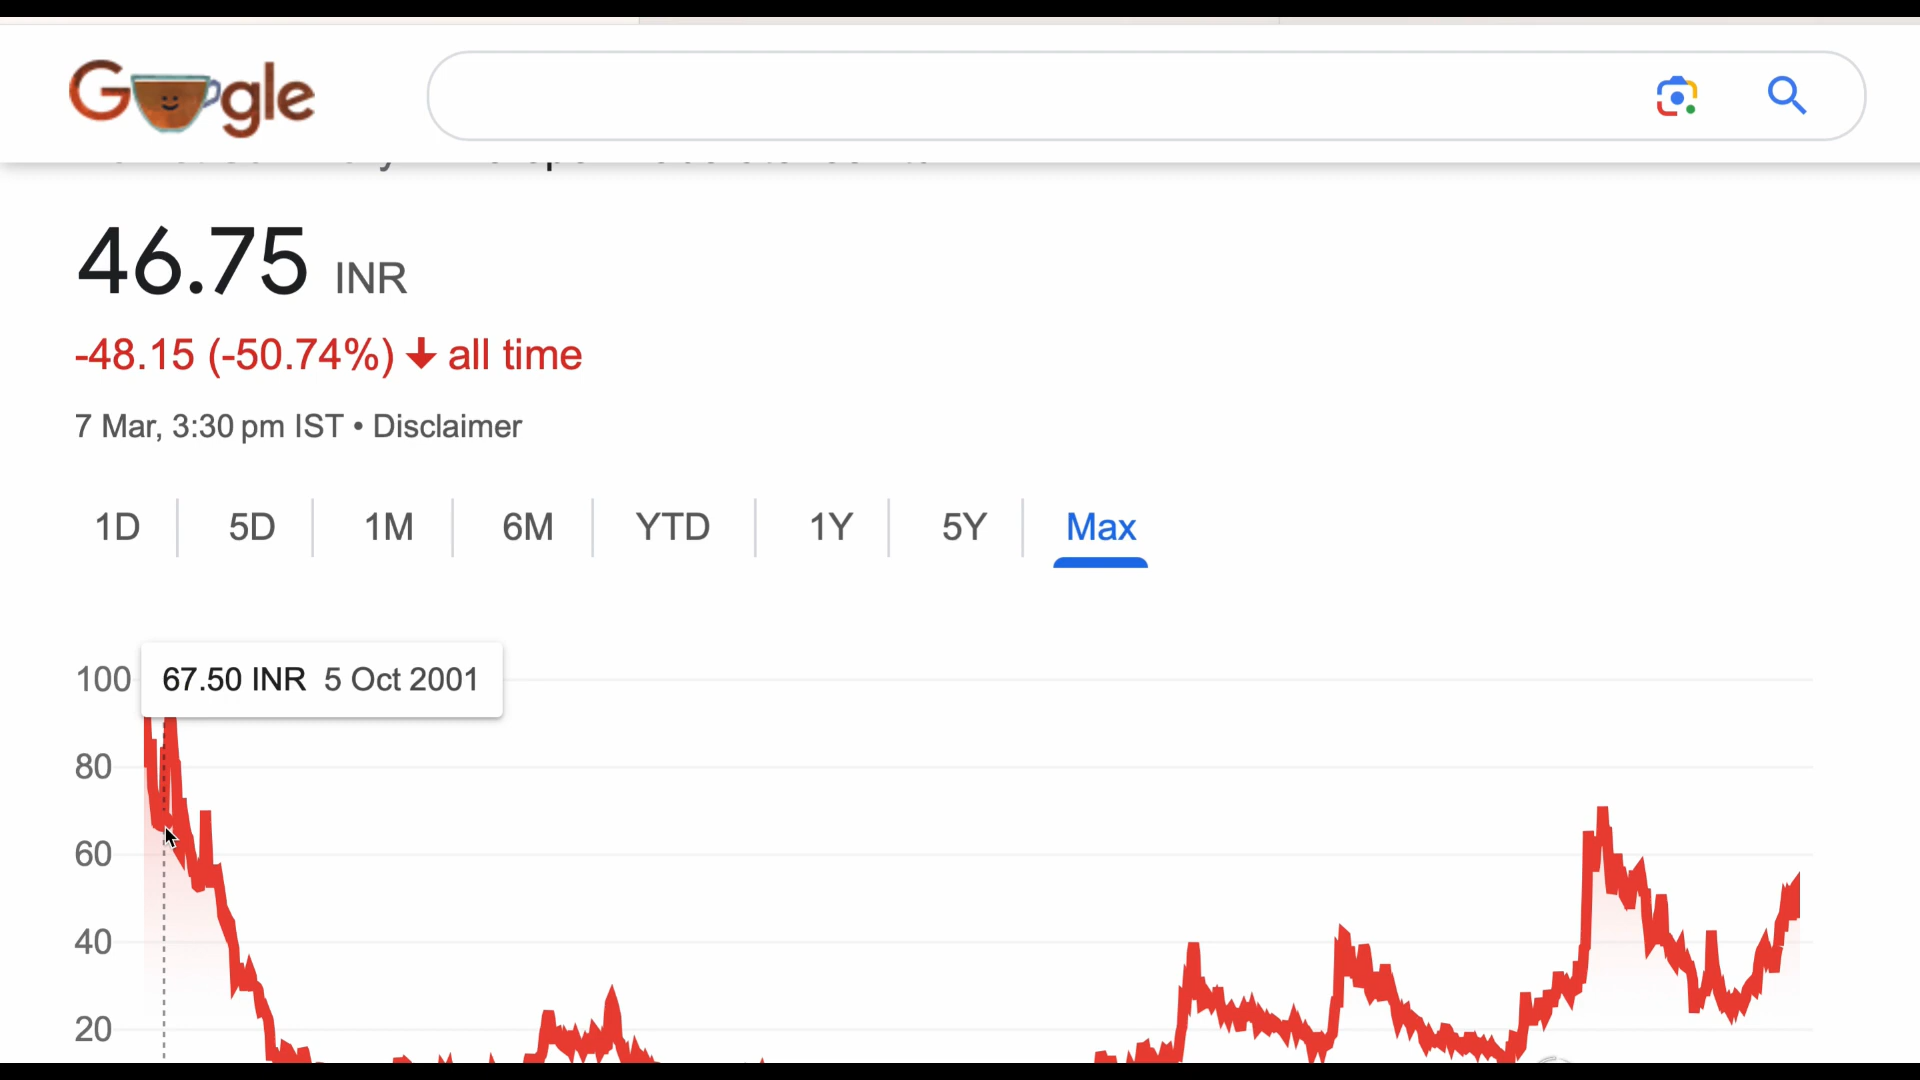 Google
46.75 INR
-48.15 (-50.74%) all time
7 Mar, 3:30 pm IST • Disclaimer
1D 5D 1M 6M YTD 1Y 5Y Max
67.50 INR 5 Oct 2001
100
80
60
40
20